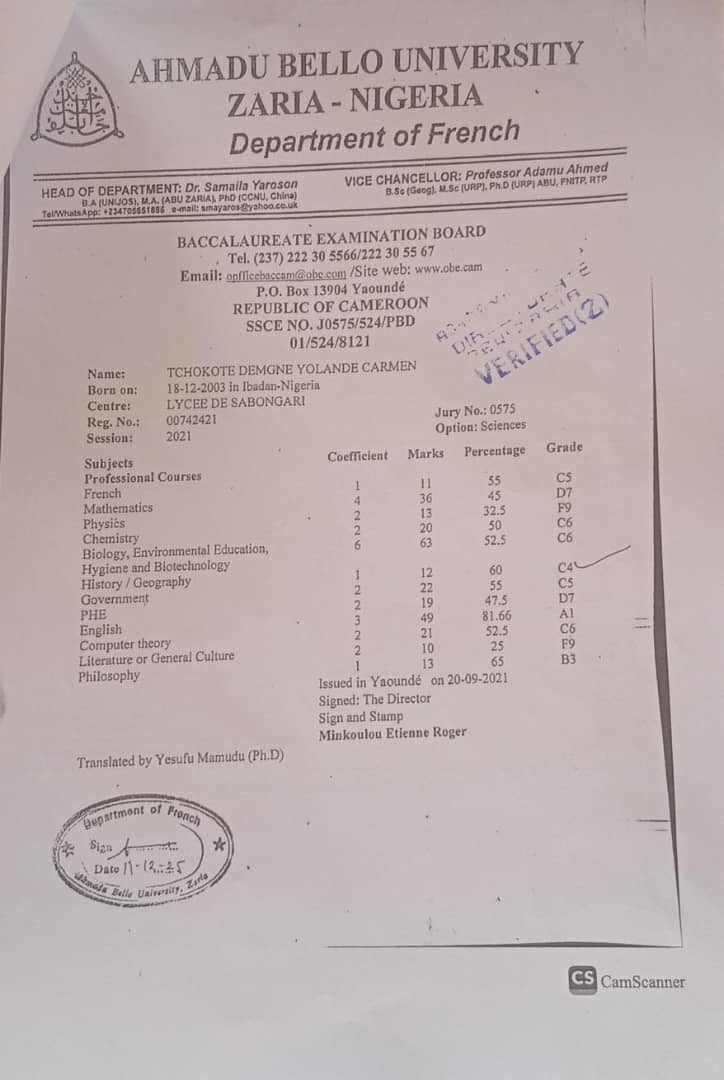 AHMADU BELLO UNIVERSITY
ZARIA - NIGERIA
Department of French
HEAD OF DEPARTMENT: Dr. Samaila Yaroson
B.A (UNIJOS), M.A. (ABU ZARIA), PhD (CCNU, China)
Tel/WhatsApp: +234705651886 e-mail: smayaros@yahoo.co.uk
VICE CHANCELLOR: Professor Adamu Ahmed
B.Sc (Geog), M.Sc (URP), Ph.D (URP) ABU, FNITP, RTP
BACCALAUREATE EXAMINATION BOARD
Tel. (237) 222 30 5566/222 30 55 67
Email: opfficebaccam@obe.com /Site web: www.obe.cam
P.O. Box 13904 Yaoundé
REPUBLIC OF CAMEROON
SSCE NO. J0575/524/PBD
01/524/8121
VERIFIED(2)
Name: TCHOKOTE DEMGNE YOLANDE CARMEN
Born on: 18-12-2003 in Ibadan-Nigeria
Centre: LYCEE DE SABONGARI
Reg. No.: 00742421 Jury No.: 0575
Session: 2021 Option: Sciences
Subjects Coefficient Marks Percentage Grade
Professional Courses 1 11 55 C5
French 4 36 45 D7
Mathematics 2 13 32.5 F9
Physics 2 20 50 C6
Chemistry 6 63 52.5 C6
Biology, Environmental Education,
Hygiene and Biotechnology 1 12 60 C4
History / Geography 2 22 55 C5
Government 2 19 47.5 D7
PHE 3 49 81.66 A1
English 2 21 52.5 C6
Computer theory 2 10 25 F9
Literature or General Culture 1 13 65 B3
Philosophy
Issued in Yaoundé on 20-09-2021
Signed: The Director
Sign and Stamp
Minkoulou Etienne Roger
Translated by Yesufu Mamudu (Ph.D)
Department of French
Sign
Date 11-12-25
Ahmadu Bello University, Zaria
CS CamScanner